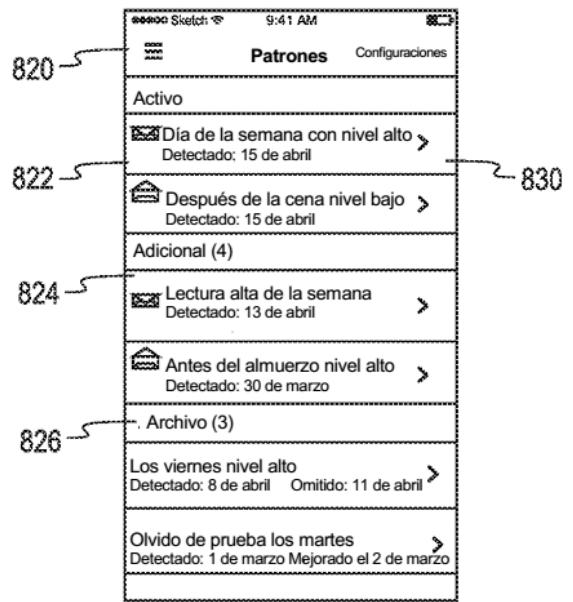 Sketch 9:41 AM
820
Patrones Configuraciones
Activo
Día de la semana con nivel alto
Detectado: 15 de abril
822
830
Después de la cena nivel bajo
Detectado: 15 de abril
Adicional (4)
824
Lectura alta de la semana
Detectado: 13 de abril
Antes del almuerzo nivel alto
Detectado: 30 de marzo
826
. Archivo (3)
Los viernes nivel alto
Detectado: 8 de abril Omitido: 11 de abril
Olvido de prueba los martes
Detectado: 1 de marzo Mejorado el 2 de marzo